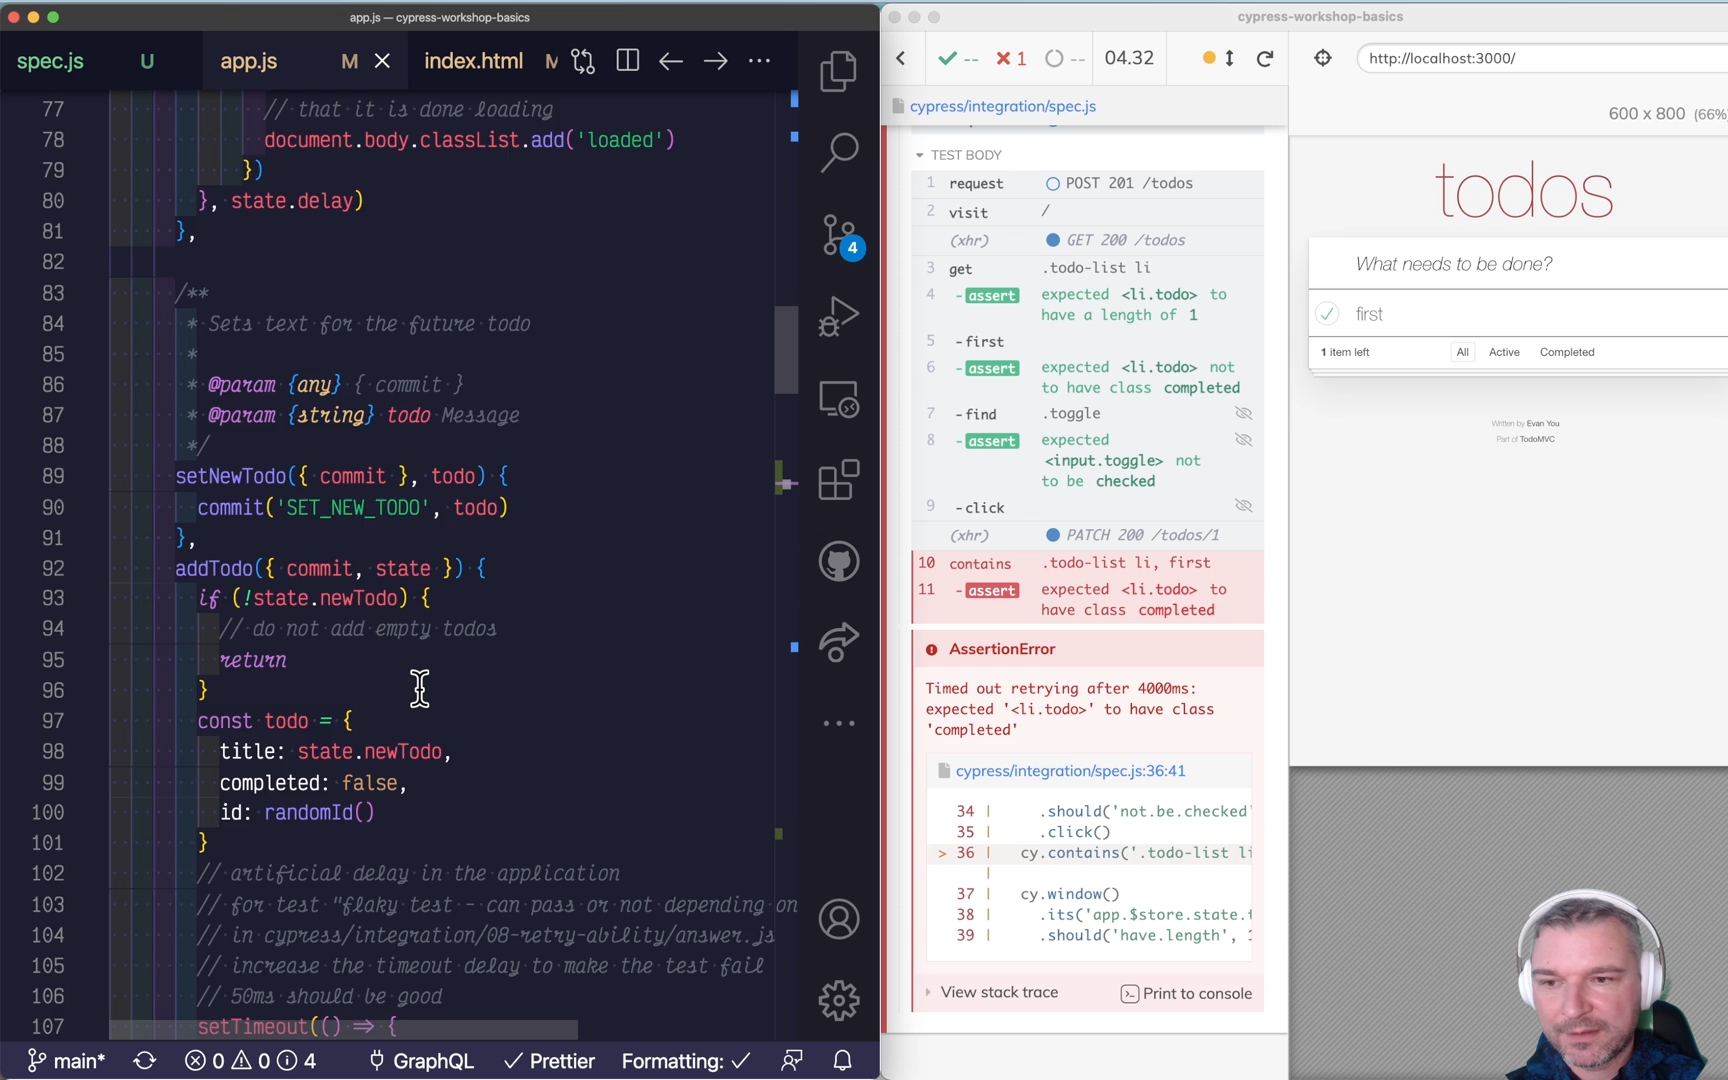 app.js — cypress-workshop-basics
spec.js U app.js M index.html M
77 // that it is done loading
78 document.body.classList.add('loaded')
79 })
80 }, state.delay)
81 },
82
83 /**
84 * Sets text for the future todo
85 *
86 * @param {any} { commit }
87 * @param {string} todo Message
88 */
89 setNewTodo({ commit }, todo) {
90 commit('SET_NEW_TODO', todo)
91 },
92 addTodo({ commit, state }) {
93 if (!state.newTodo) {
94 // do not add empty todos
95 return
96 }
97 const todo = {
98 title: state.newTodo,
99 completed: false,
100 id: randomId()
101 }
102 // artificial delay in the application
103 // for test "flaky test - can pass or not depending on
104 // in cypress/integration/08-retry-ability/answer.js
105 // increase the timeout delay to make the test fail
106 // 50ms should be good
107 setTimeout(() => {
4
main* 0 0 4 GraphQL Prettier Formatting:
cypress-workshop-basics
-- 1 -- 04.32
http://localhost:3000/
cypress/integration/spec.js
600 x 800 (66%
TEST BODY
1 request POST 201 /todos
2 visit /
(xhr) GET 200 /todos
3 get .todo-list li
4 -assert expected <li.todo> to
have a length of 1
5 -first
6 -assert expected <li.todo> not
to have class completed
7 -find .toggle
8 -assert expected
<input.toggle> not
to be checked
9 -click
(xhr) PATCH 200 /todos/1
10 contains .todo-list li, first
11 -assert expected <li.todo> to
have class completed
AssertionError
Timed out retrying after 4000ms:
expected '<li.todo>' to have class
'completed'
cypress/integration/spec.js:36:41
34 | .should('not.be.checked'
35 | .click()
> 36 | cy.contains('.todo-list li
|
37 | cy.window()
38 | .its('app.$store.state.t
39 | .should('have.length', 1
View stack trace Print to console
todos
What needs to be done?
first
1 item left All Active Completed
Written by Evan You
Part of TodoMVC